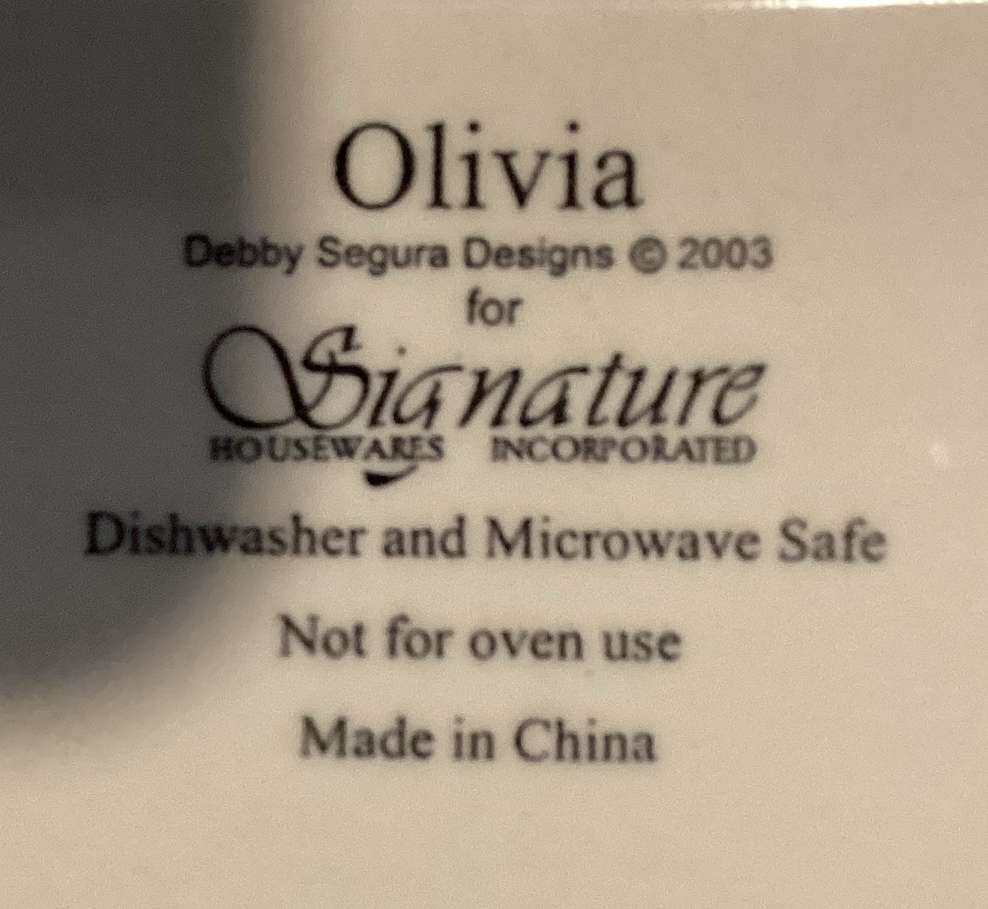 Olivia
Debby Segura Designs © 2003
for
Signature
HOUSEWARES INCORPORATED
Dishwasher and Microwave Safe
Not for oven use
Made in China